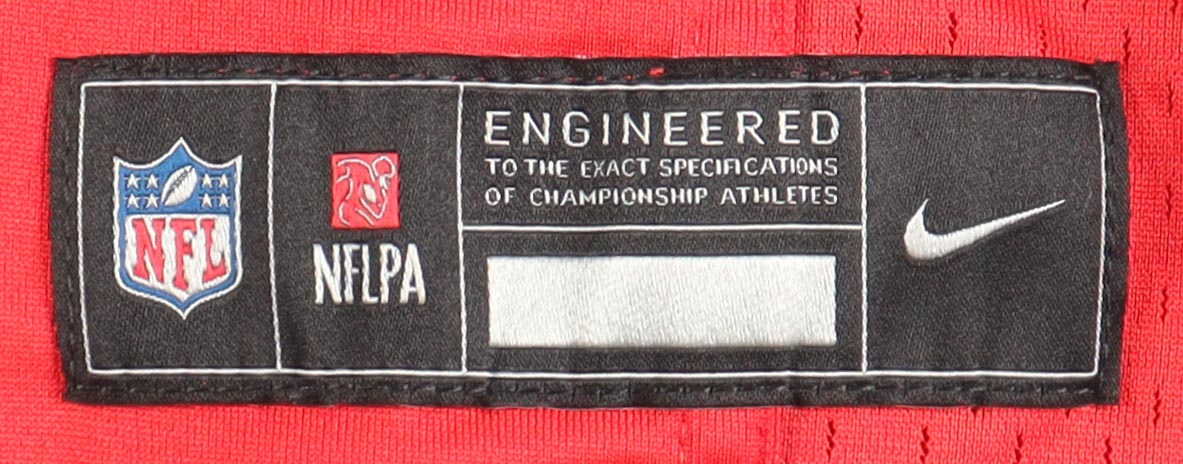 NFL
NFLPA
ENGINEERED
TO THE EXACT SPECIFICATIONS
OF CHAMPIONSHIP ATHLETES